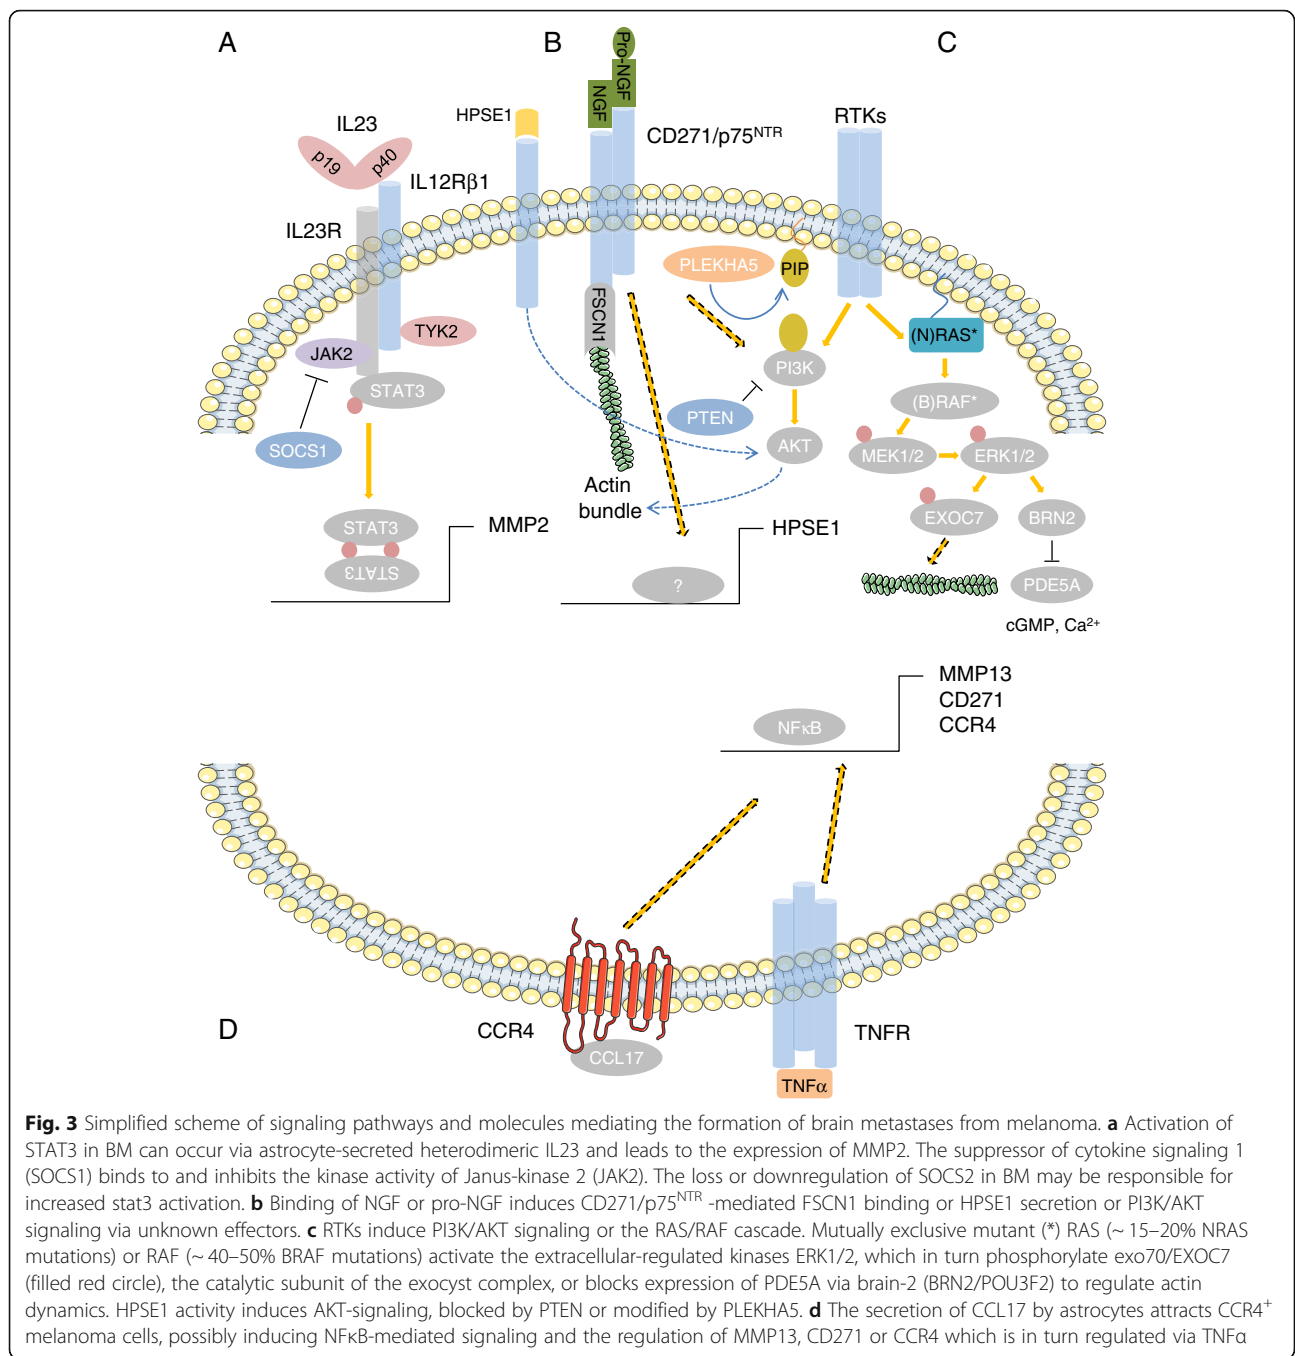 A
B
C
Pro-NGF
NGF
HPSE1
IL23
p19
p40
CD271/p75NTR
RTKs
IL12Rβ1
IL23R
PLEKHA5
PIP
FSCN1
TYK2
(N)RAS*
JAK2
PI3K
STAT3
(B)RAF*
PTEN
SOCS1
AKT
MEK1/2
ERK1/2
Actin
bundle
EXOC7
BRN2
STAT3
MMP2
HPSE1
STAT3
?
PDE5A
cGMP, Ca2+
MMP13
CD271
CCR4
NFκB
D
CCR4
TNFR
CCL17
TNFα
Fig. 3 Simplified scheme of signaling pathways and molecules mediating the formation of brain metastases from melanoma. a Activation of
STAT3 in BM can occur via astrocyte-secreted heterodimeric IL23 and leads to the expression of MMP2. The suppressor of cytokine signaling 1
(SOCS1) binds to and inhibits the kinase activity of Janus-kinase 2 (JAK2). The loss or downregulation of SOCS2 in BM may be responsible for
increased stat3 activation. b Binding of NGF or pro-NGF induces CD271/p75NTR -mediated FSCN1 binding or HPSE1 secretion or PI3K/AKT
signaling via unknown effectors. c RTKs induce PI3K/AKT signaling or the RAS/RAF cascade. Mutually exclusive mutant (*) RAS (~ 15–20% NRAS
mutations) or RAF (~ 40–50% BRAF mutations) activate the extracellular-regulated kinases ERK1/2, which in turn phosphorylate exo70/EXOC7
(filled red circle), the catalytic subunit of the exocyst complex, or blocks expression of PDE5A via brain-2 (BRN2/POU3F2) to regulate actin
dynamics. HPSE1 activity induces AKT-signaling, blocked by PTEN or modified by PLEKHA5. d The secretion of CCL17 by astrocytes attracts CCR4+
melanoma cells, possibly inducing NFκB-mediated signaling and the regulation of MMP13, CD271 or CCR4 which is in turn regulated via TNFα